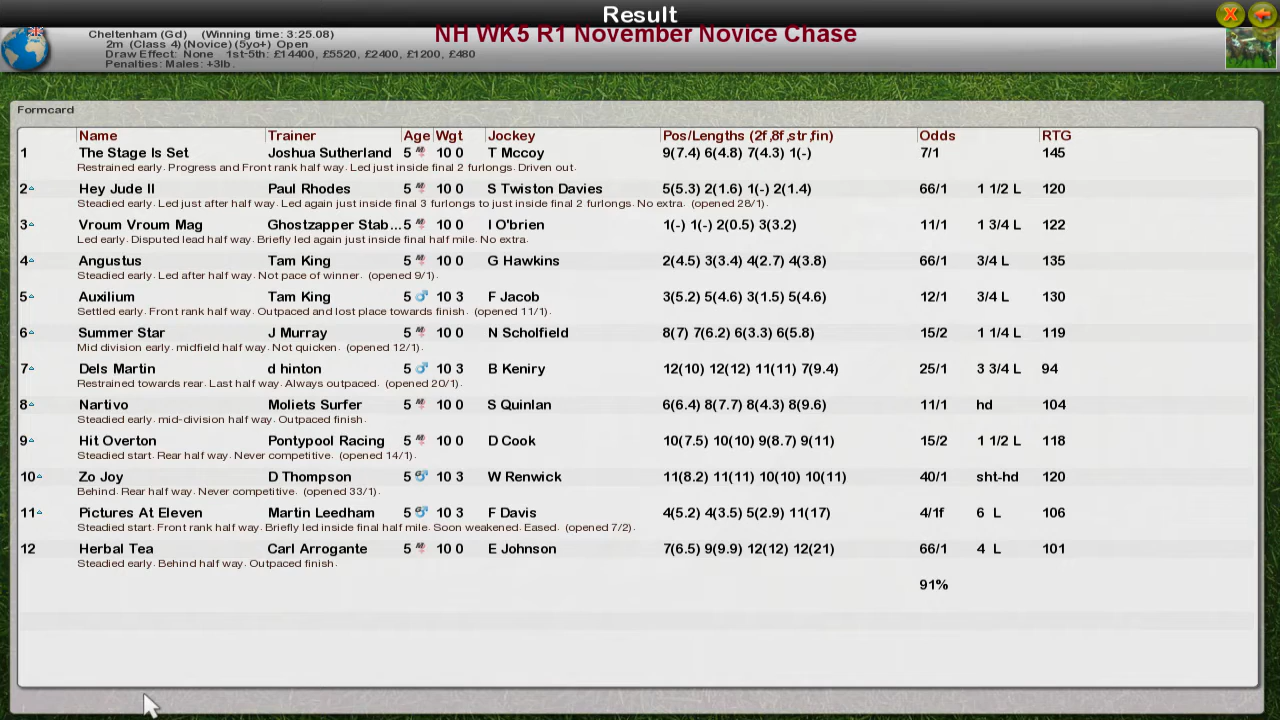 Result
NH WK5 R1 November Novice Chase
Cheltenham (Gd) (Winning time: 3:25.08)
2m (Class 4)(Novice)(5yo+) Open
Draw Effect: None 1st-5th: £14400, £5520, £2400, £1200, £480
Penalties: Males: +3lb.
Formcard
Name Trainer Age Wgt Jockey Pos/Lengths (2f,8f,str,fin) Odds RTG
1 The Stage Is Set Joshua Sutherland 5 10 0 T Mccoy 9(7.4) 6(4.8) 7(4.3) 1(-) 7/1 145
Restrained early. Progress and Front rank half way. Led just inside final 2 furlongs. Driven out.
2 Hey Jude II Paul Rhodes 5 10 0 S Twiston Davies 5(5.3) 2(1.6) 1(-) 2(1.4) 66/1 1 1/2 L 120
Steadied early. Led just after half way. Led again just inside final 3 furlongs to just inside final 2 furlongs. No extra. (opened 28/1).
3 Vroum Vroum Mag Ghostzapper Stab... 5 10 0 I O'brien 1(-) 1(-) 2(0.5) 3(3.2) 11/1 1 3/4 L 122
Led early. Disputed lead half way. Briefly led again just inside final half mile. No extra.
4 Angustus Tam King 5 10 0 G Hawkins 2(4.5) 3(3.4) 4(2.7) 4(3.8) 66/1 3/4 L 135
Steadied early. Led after half way. Not pace of winner. (opened 9/1).
5 Auxilium Tam King 5 10 3 F Jacob 3(5.2) 5(4.6) 3(1.5) 5(4.6) 12/1 3/4 L 130
Settled early. Front rank half way. Outpaced and lost place towards finish. (opened 11/1).
6 Summer Star J Murray 5 10 0 N Scholfield 8(7) 7(6.2) 6(3.3) 6(5.8) 15/2 1 1/4 L 119
Mid division early. midfield half way. Not quicken. (opened 12/1).
7 Dels Martin d hinton 5 10 3 B Keniry 12(10) 12(12) 11(11) 7(9.4) 25/1 3 3/4 L 94
Restrained towards rear. Last half way. Always outpaced. (opened 20/1).
8 Nartivo Moliets Surfer 5 10 0 S Quinlan 6(6.4) 8(7.7) 8(4.3) 8(9.6) 11/1 hd 104
Steadied early. mid-division half way. Outpaced finish.
9 Hit Overton Pontypool Racing 5 10 0 D Cook 10(7.5) 10(10) 9(8.7) 9(11) 15/2 1 1/2 L 118
Steadied start. Rear half way. Never competitive. (opened 14/1).
10 Zo Joy D Thompson 5 10 3 W Renwick 11(8.2) 11(11) 10(10) 10(11) 40/1 sht-hd 120
Behind. Rear half way. Never competitive. (opened 33/1).
11 Pictures At Eleven Martin Leedham 5 10 3 F Davis 4(5.2) 4(3.5) 5(2.9) 11(17) 4/1f 6 L 106
Steadied start. Front rank half way. Briefly led inside final half mile. Soon weakened. Eased. (opened 7/2).
12 Herbal Tea Carl Arrogante 5 10 0 E Johnson 7(6.5) 9(9.9) 12(12) 12(21) 66/1 4 L 101
Steadied early. Behind half way. Outpaced finish.
91%